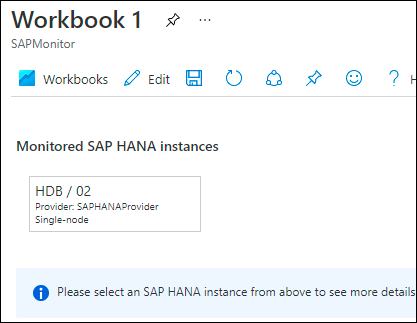 Workbook 1
SAPMonitor
Workbooks Edit ? H
Monitored SAP HANA instances
HDB / 02
Provider: SAPHANAProvider
Single-node
Please select an SAP HANA instance from above to see more details